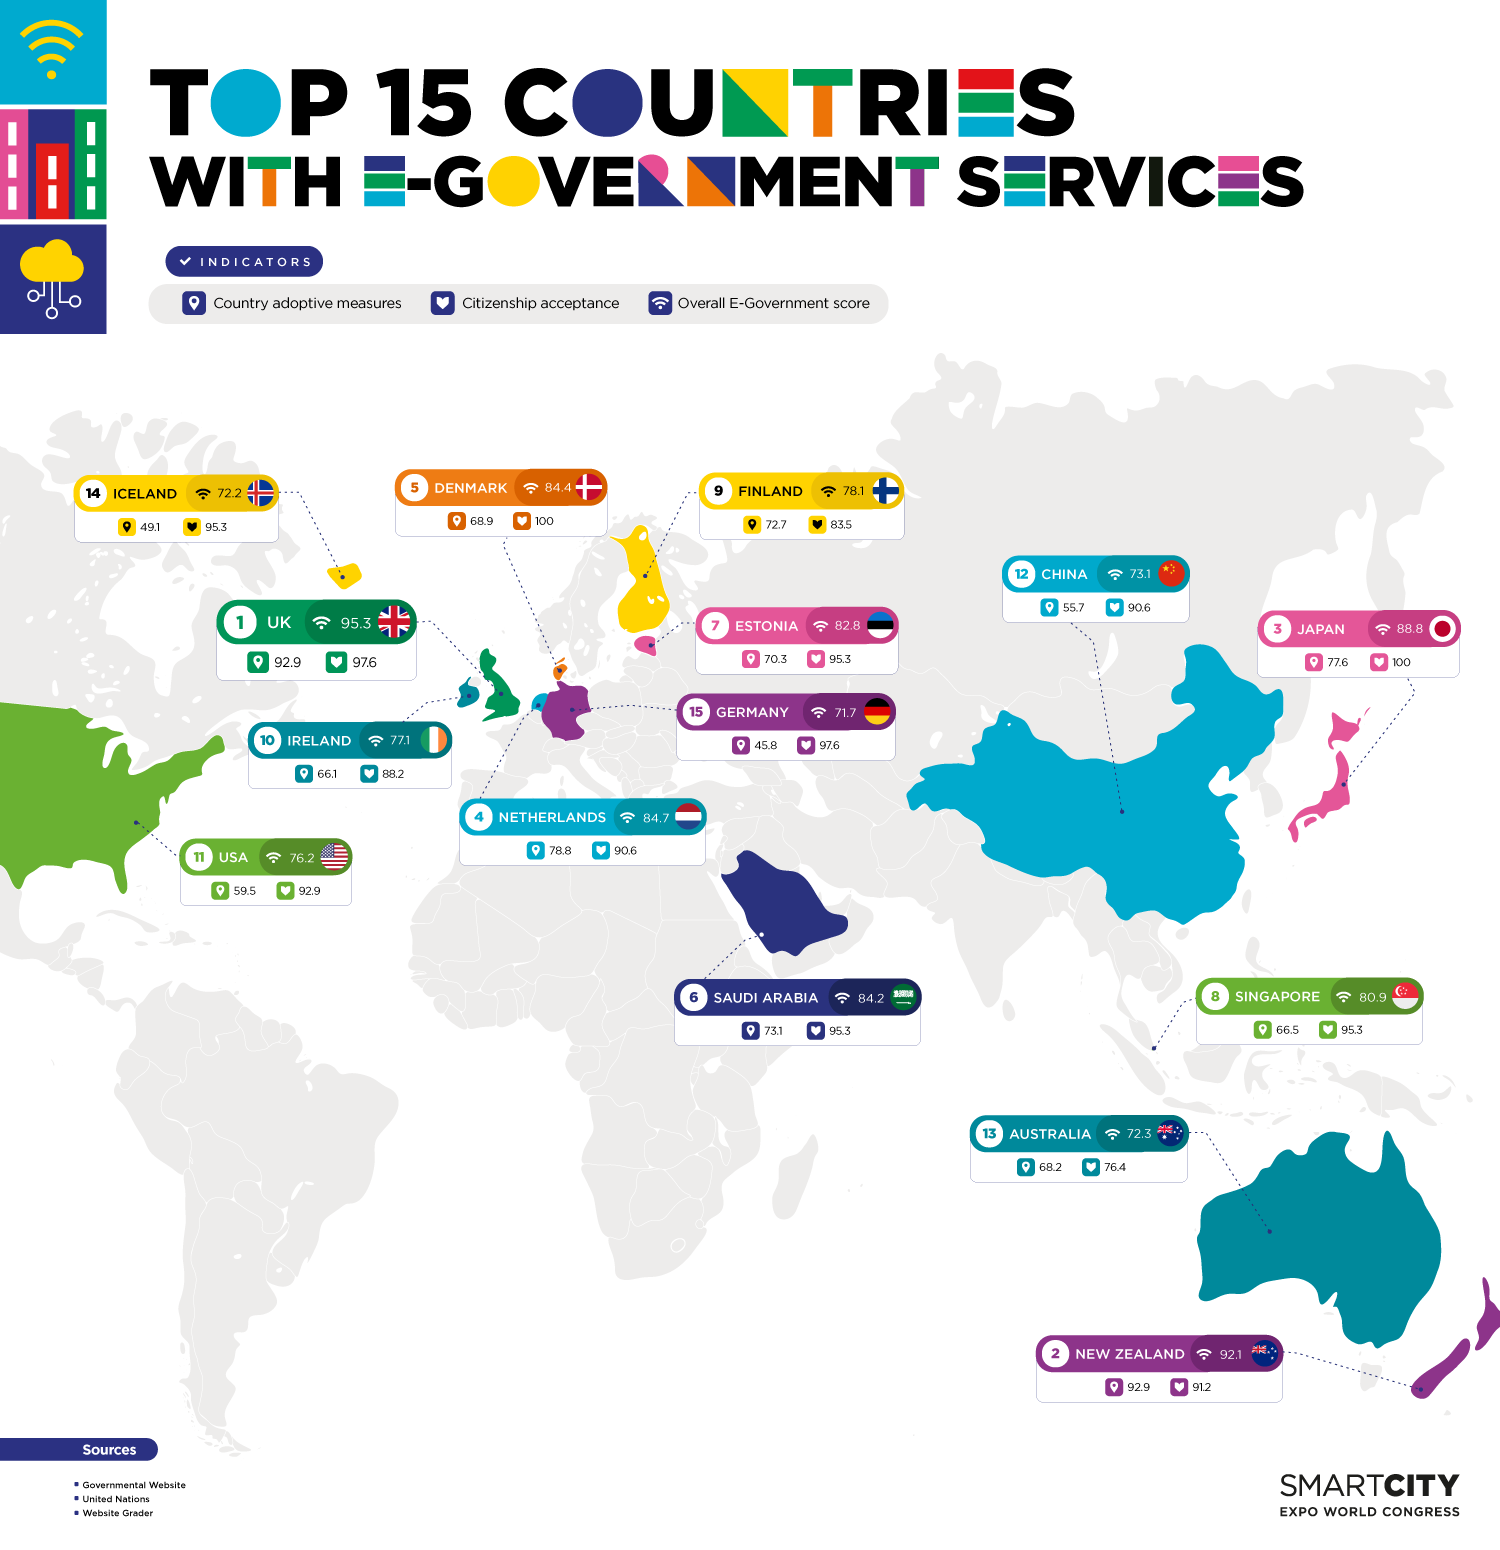 TOP 15 COUNTRIES
WITH E-GOVERNMENT SERVICES
INDICATORS
Country adoptive measures
Citizenship acceptance
Overall E-Government score
14 ICELAND 72.2
49.1 95.3
5 DENMARK 84.4
68.9 100
9 FINLAND 78.1
72.7 83.5
12 CHINA 73.1
55.7 90.6
1 UK 95.3
92.9 97.6
7 ESTONIA 82.8
70.3 95.3
3 JAPAN 88.8
77.6 100
10 IRELAND 77.1
66.1 88.2
15 GERMANY 71.7
45.8 97.6
4 NETHERLANDS 84.7
78.8 90.6
11 USA 76.2
59.5 92.9
6 SAUDI ARABIA 84.2
73.1 95.3
8 SINGAPORE 80.9
66.5 95.3
13 AUSTRALIA 72.3
68.2 76.4
2 NEW ZEALAND 92.1
92.9 91.2
Sources
Governmental Website
United Nations
Website Grader
SMARTCITY
EXPO WORLD CONGRESS